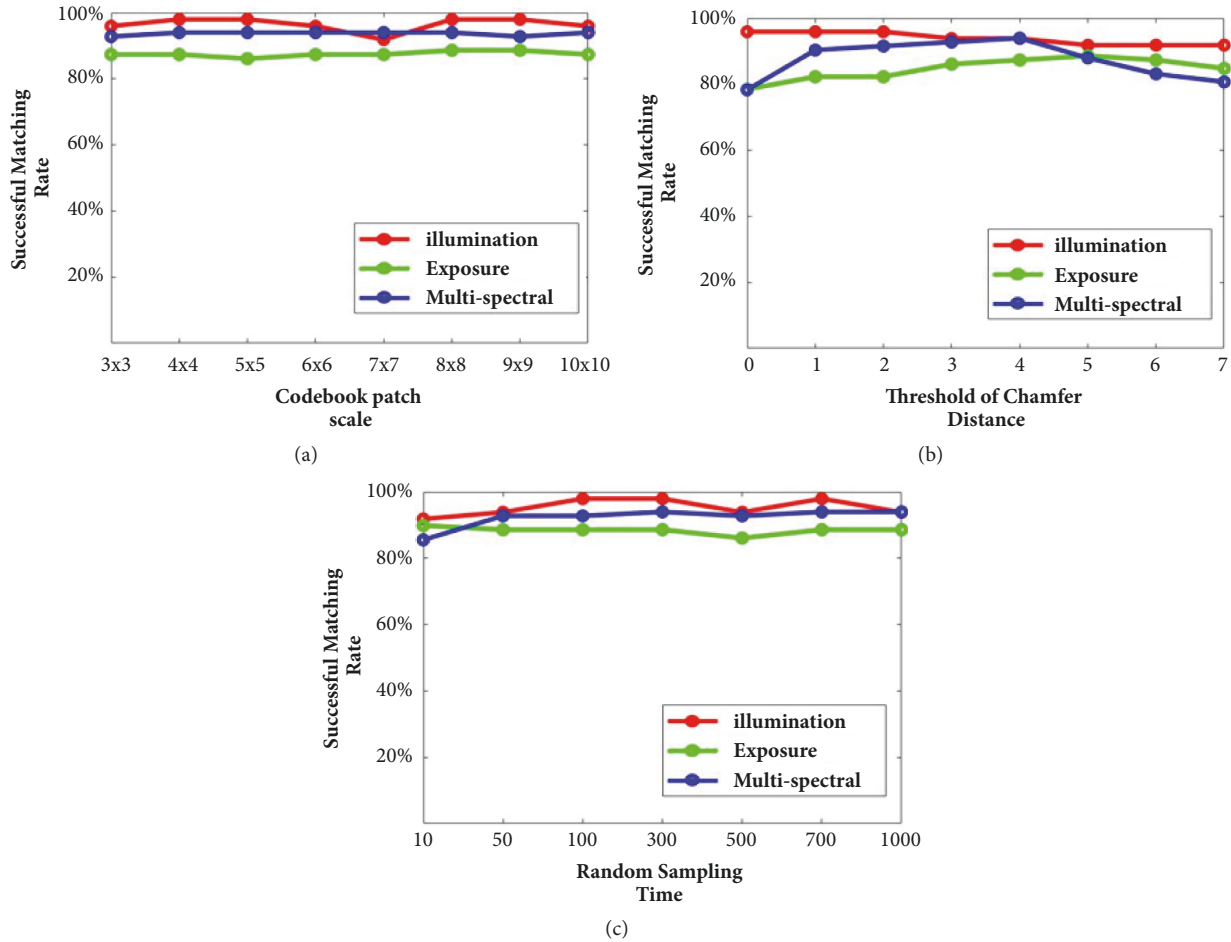 100%
80%
60%
40%
20%
Successful Matching
Rate
illumination
Exposure
Multi-spectral
3x3 4x4 5x5 6x6 7x7 8x8 9x9 10x10
Codebook patch
scale
(a)
100%
80%
60%
40%
20%
Successful Matching
Rate
illumination
Exposure
Multi-spectral
0 1 2 3 4 5 6 7
Threshold of Chamfer
Distance
(b)
100%
80%
60%
40%
20%
Successful Matching
Rate
illumination
Exposure
Multi-spectral
10 50 100 300 500 700 1000
Random Sampling
Time
(c)